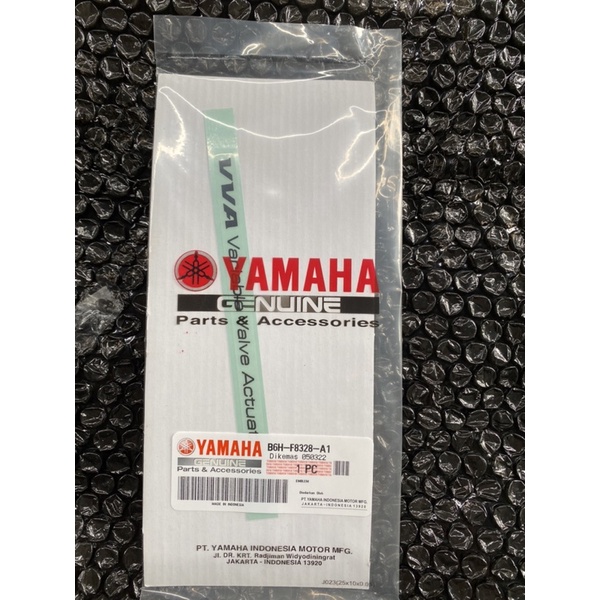 VVA Variable Valve Actuat
YAMAHA
GENUINE
Parts & Accessories
YAMAHA
GENUINE
Parts & Accessories
B6H-F8328-A1
Dikemas 050322
1 PC
EMBLEM
MADE IN INDONESIA
PT. YAMAHA INDONESIA MOTOR MFG.
JAKARTA-INDONESIA 13920
PT. YAMAHA INDONESIA MOTOR MFG.
Jl. DR. KRT. Radjiman Widyodiningrat
JAKARTA - INDONESIA 13920